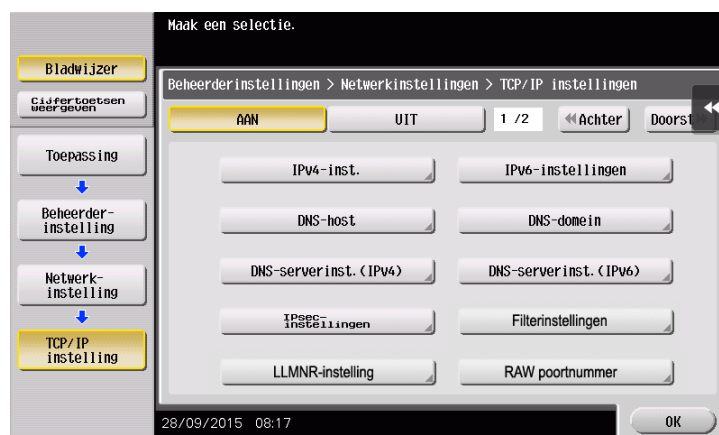 Maak een selectie.
Bladwijzer
Cijfertoetsen
weergeven
Beheerderinstellingen > Netwerkinstellingen > TCP/IP instellingen
AAN
UIT
1 /2
Achter
Doorst
Toepassing
Beheerder-
instelling
Netwerk-
instelling
TCP/IP
instelling
IPv4-inst.
IPv6-instellingen
DNS-host
DNS-domein
DNS-serverinst.(IPv4)
DNS-serverinst.(IPv6)
IPsec-
instellingen
Filterinstellingen
LLMNR-instelling
RAW poortnummer
28/09/2015 08:17
OK